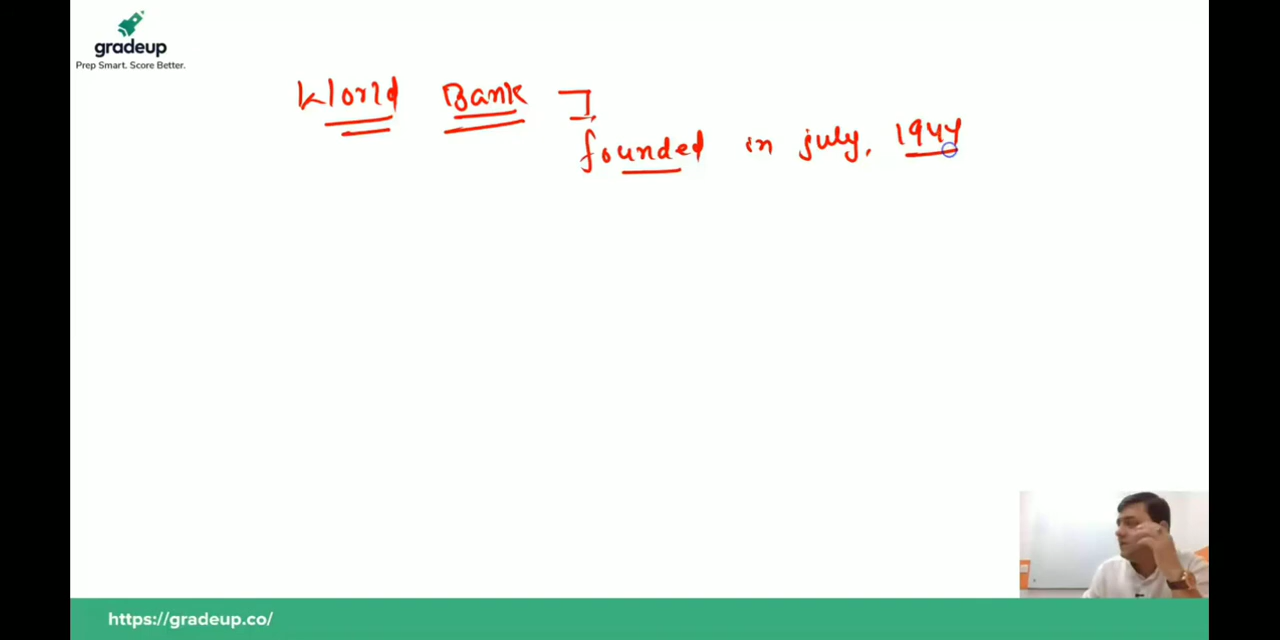 gradeup
Prep Smart. Score Better.
World Bank
founded in july, 1944
https://gradeup.co/